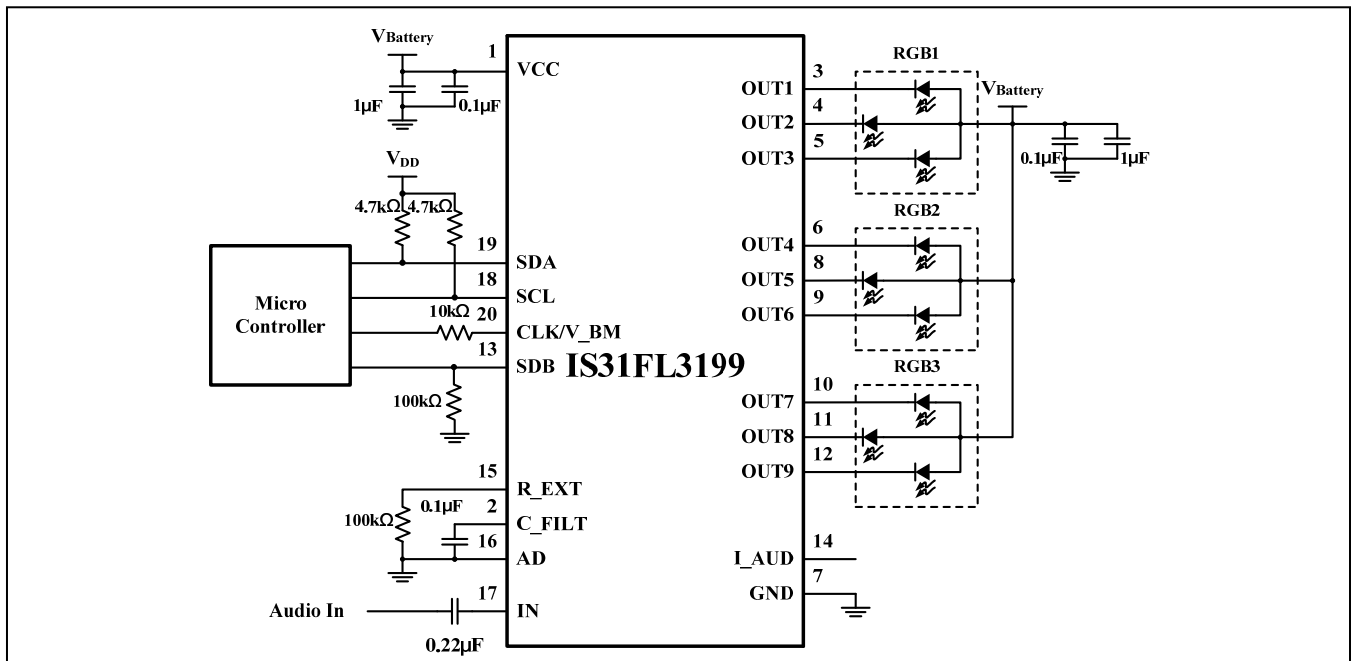 VBattery
1
VCC
1µF
0.1µF
VDD
4.7kΩ
4.7kΩ
Micro
Controller
19
SDA
18
SCL
10kΩ
20
CLK/V_BM
13
SDB
100kΩ
IS31FL3199
15
R_EXT
100kΩ
0.1µF
2
C_FILT
16
AD
17
IN
Audio In
0.22µF
RGB1
3
OUT1
4
OUT2
5
OUT3
VBattery
0.1µF
1µF
RGB2
6
OUT4
8
OUT5
9
OUT6
RGB3
10
OUT7
11
OUT8
12
OUT9
14
I_AUD
7
GND